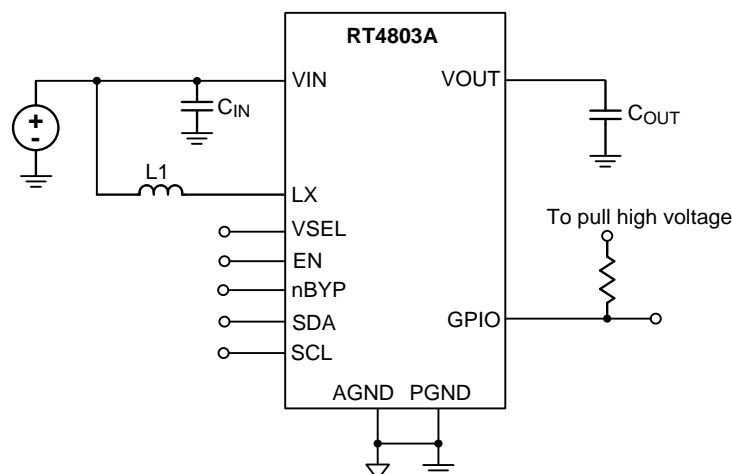 RT4803A
VIN
VOUT
C_IN
C_OUT
+
-
L1
LX
To pull high voltage
VSEL
EN
nBYP
GPIO
SDA
SCL
AGND PGND